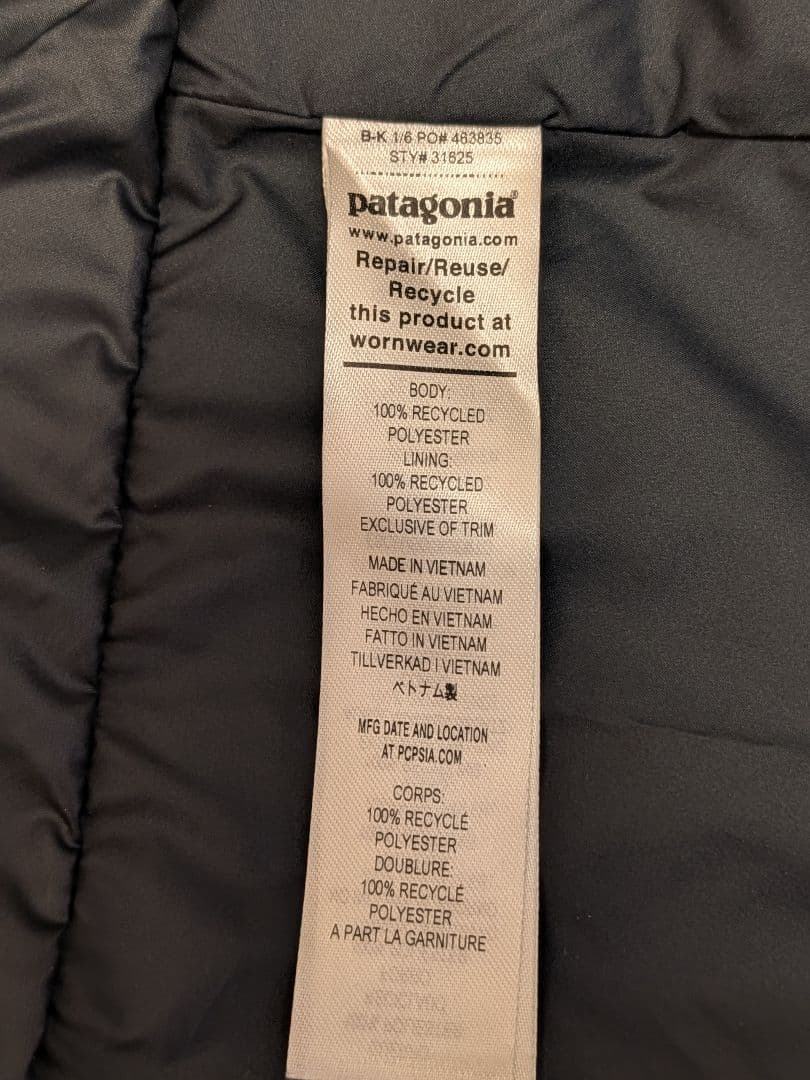 B-K 1/6 PO# 463835
STY# 31625
patagonia®
www.patagonia.com
Repair/Reuse/
Recycle
this product at
wornwear.com
BODY:
100% RECYCLED
POLYESTER
LINING:
100% RECYCLED
POLYESTER
EXCLUSIVE OF TRIM
MADE IN VIETNAM
FABRIQUÉ AU VIETNAM
HECHO EN VIETNAM
FATTO IN VIETNAM
TILLVERKAD I VIETNAM
ベトナム製
MFG DATE AND LOCATION
AT PCPSIA.COM
CORPS:
100% RECYCLÉ
POLYESTER
DOUBLURE:
100% RECYCLÉ
POLYESTER
A PART LA GARNITURE